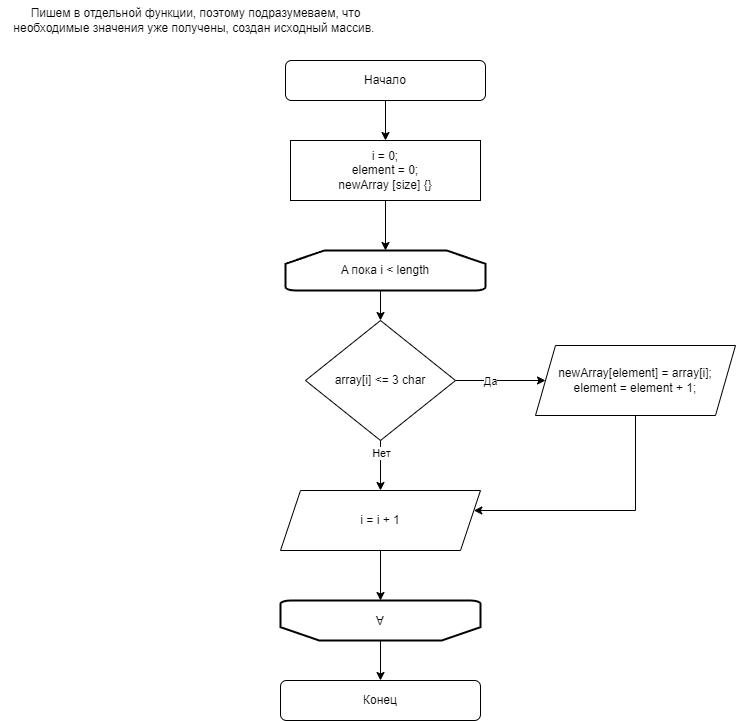 Пишем в отдельной функции, поэтому подразумеваем, что
необходимые значения уже получены, создан исходный массив.
Начало
i = 0;
element = 0;
newArray [size] {}
А пока i < length
array[i] <= 3 char
Да
newArray[element] = array[i];
element = element + 1;
Нет
i = i + 1
∀
Конец